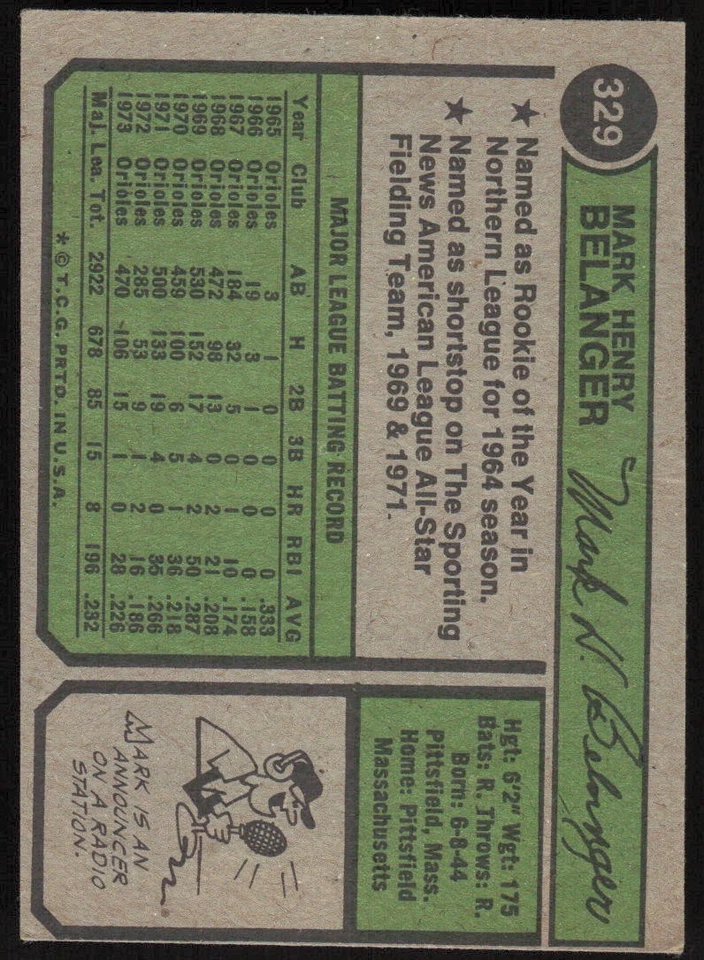 329
MARK HENRY
BELANGER
Mark H. Belanger
★ Named as Rookie of the Year in
Northern League for 1964 season.
★ Named as shortstop on The Sporting
News American League All-Star
Fielding Team, 1969 & 1971.
Hgt: 6'2" Wgt: 175
Bats: R. Throws: R.
Born: 6-8-44
Pittsfield, Mass.
Home: Pittsfield
Massachusetts
MAJOR LEAGUE BATTING RECORD
Year Club AB H 2B 3B HR RBI AVG
1965 Orioles 3 1 0 0 0 0 .333
1966 Orioles 19 3 1 0 0 0 .158
1967 Orioles 184 32 5 0 1 10 .174
1968 Orioles 472 98 13 0 2 21 .208
1969 Orioles 530 152 17 4 2 50 .287
1970 Orioles 459 100 6 5 1 36 .218
1971 Orioles 500 133 19 4 0 35 .266
1972 Orioles 285 53 9 1 2 16 .186
1973 Orioles 470 106 15 1 0 28 .226
Maj. Lea. Tot. 2922 678 85 15 8 196 .232
* © T.C.G. PRTD. IN U.S.A.
MARK IS AN
ANNOUNCER
ON A RADIO
STATION.